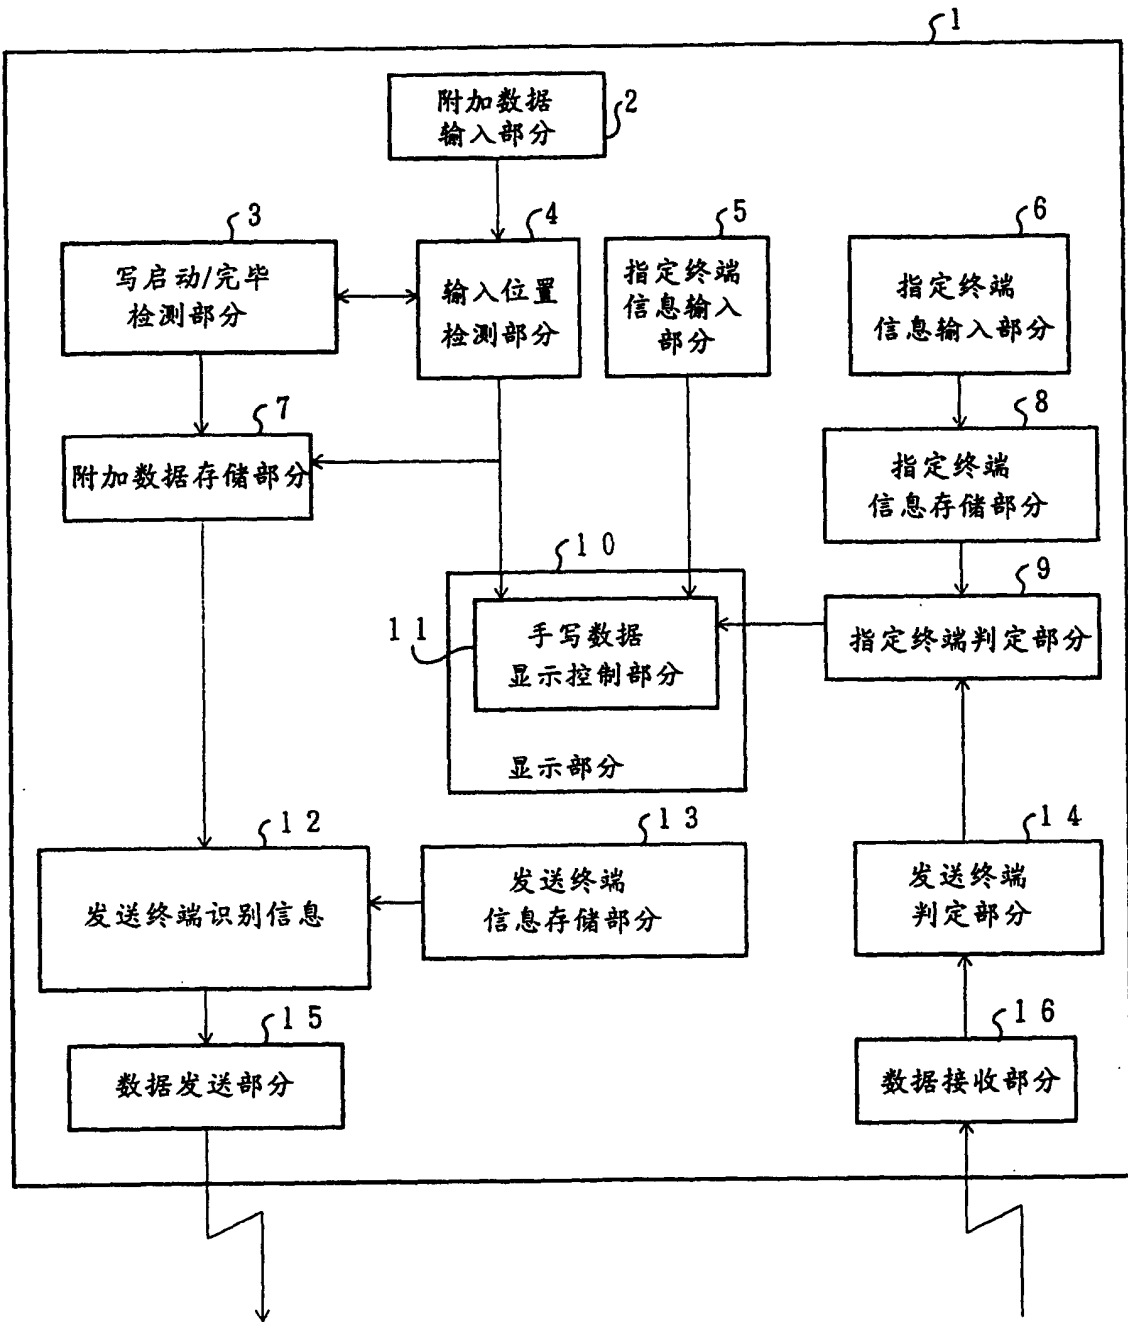 1
附加数据
输入部分
2
3
写启动/完毕
检测部分
4
输入位置
检测部分
5
指定终端
信息输入
部分
6
指定终端
信息输入部分
7
附加数据存储部分
8
指定终端
信息存储部分
9
指定终端判定部分
10
11
手写数据
显示控制部分
显示部分
12
发送终端识别信息
13
发送终端
信息存储部分
14
发送终端
判定部分
15
数据发送部分
16
数据接收部分